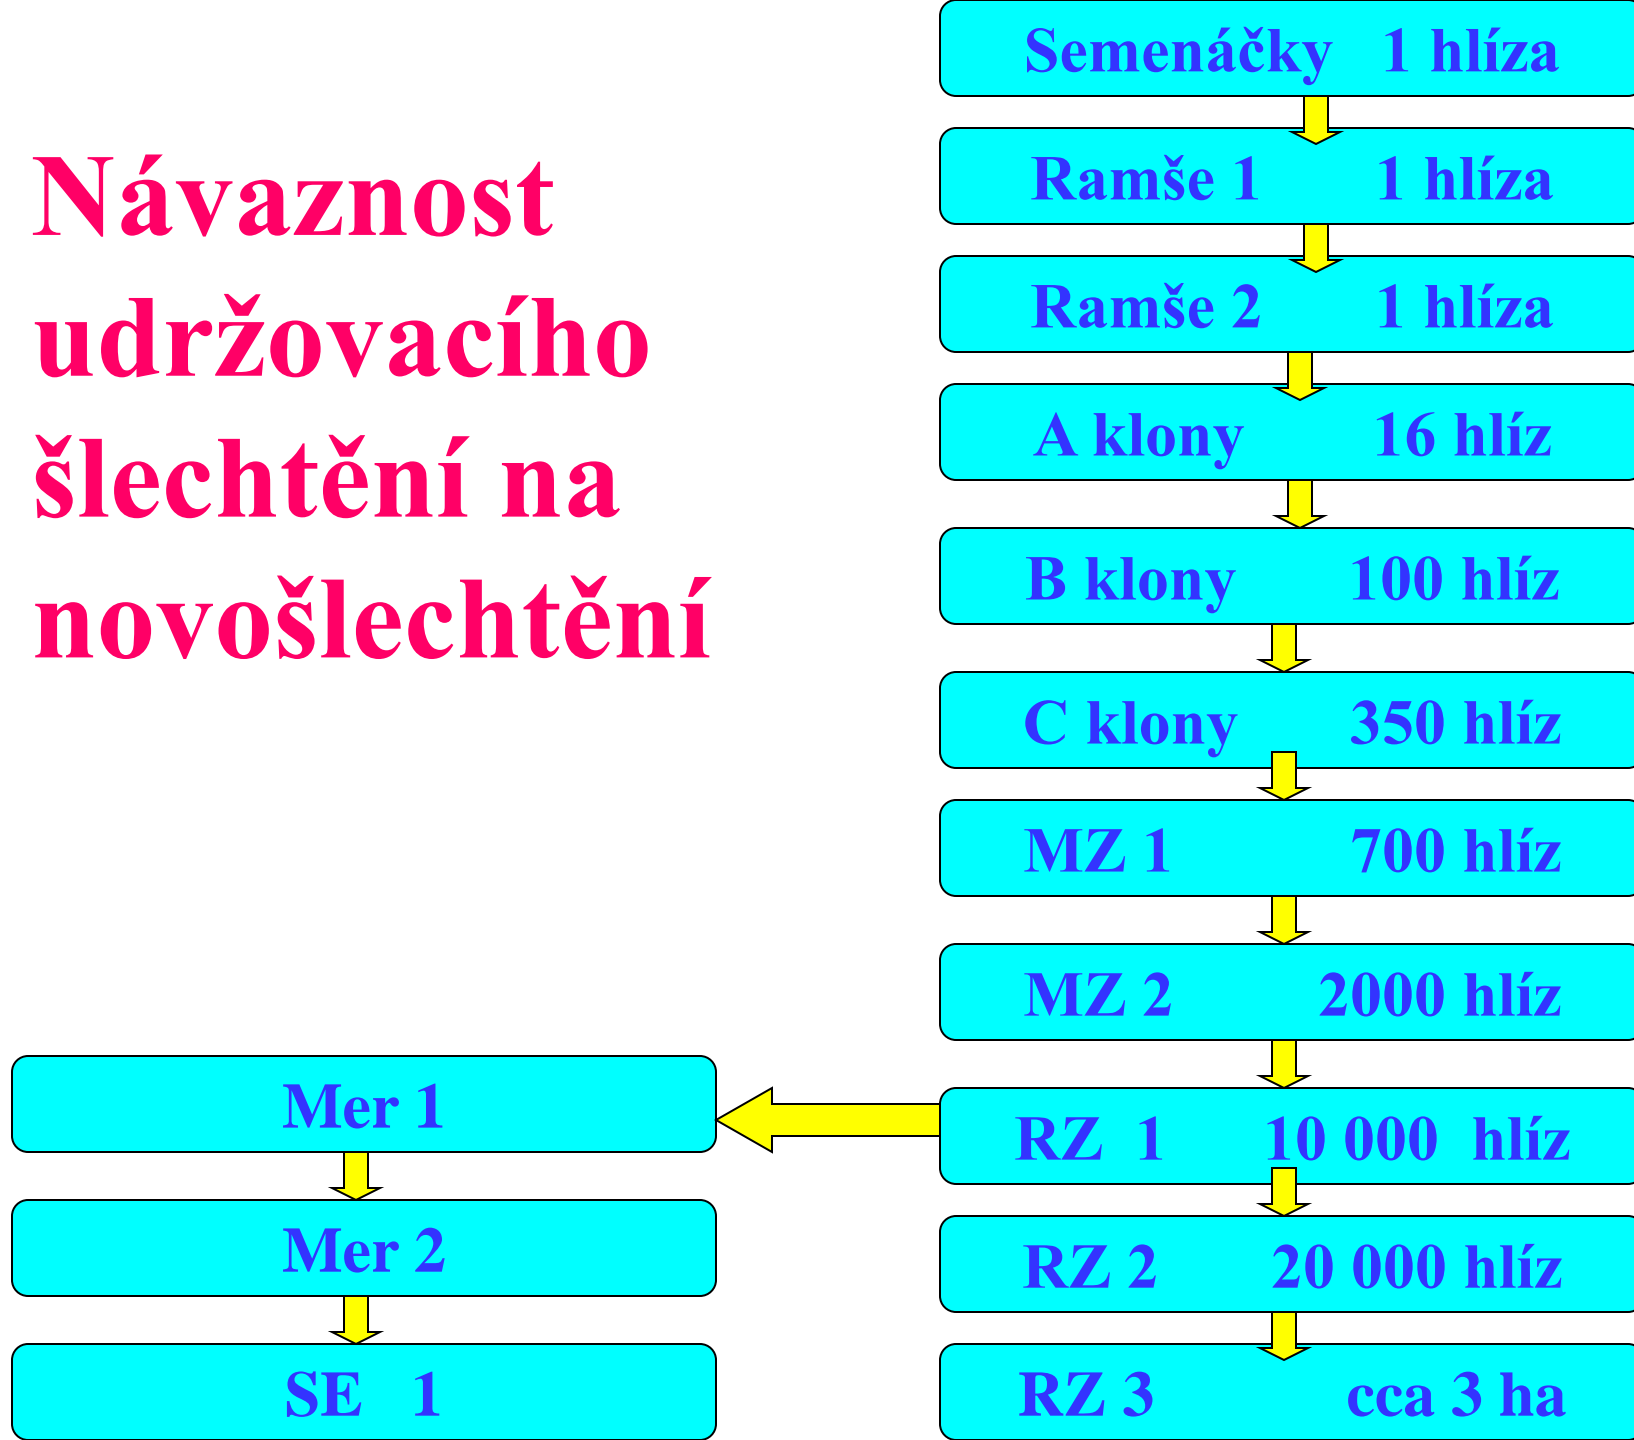 Návaznost
udržovacího
šlechtění na
novošlechtění
Semenáčky 1 hlíza
Ramše 1 1 hlíza
Ramše 2 1 hlíza
A klony 16 hlíz
B klony 100 hlíz
C klony 350 hlíz
MZ 1 700 hlíz
MZ 2 2000 hlíz
RZ 1 10 000 hlíz
RZ 2 20 000 hlíz
RZ 3 cca 3 ha
Mer 1
Mer 2
SE 1